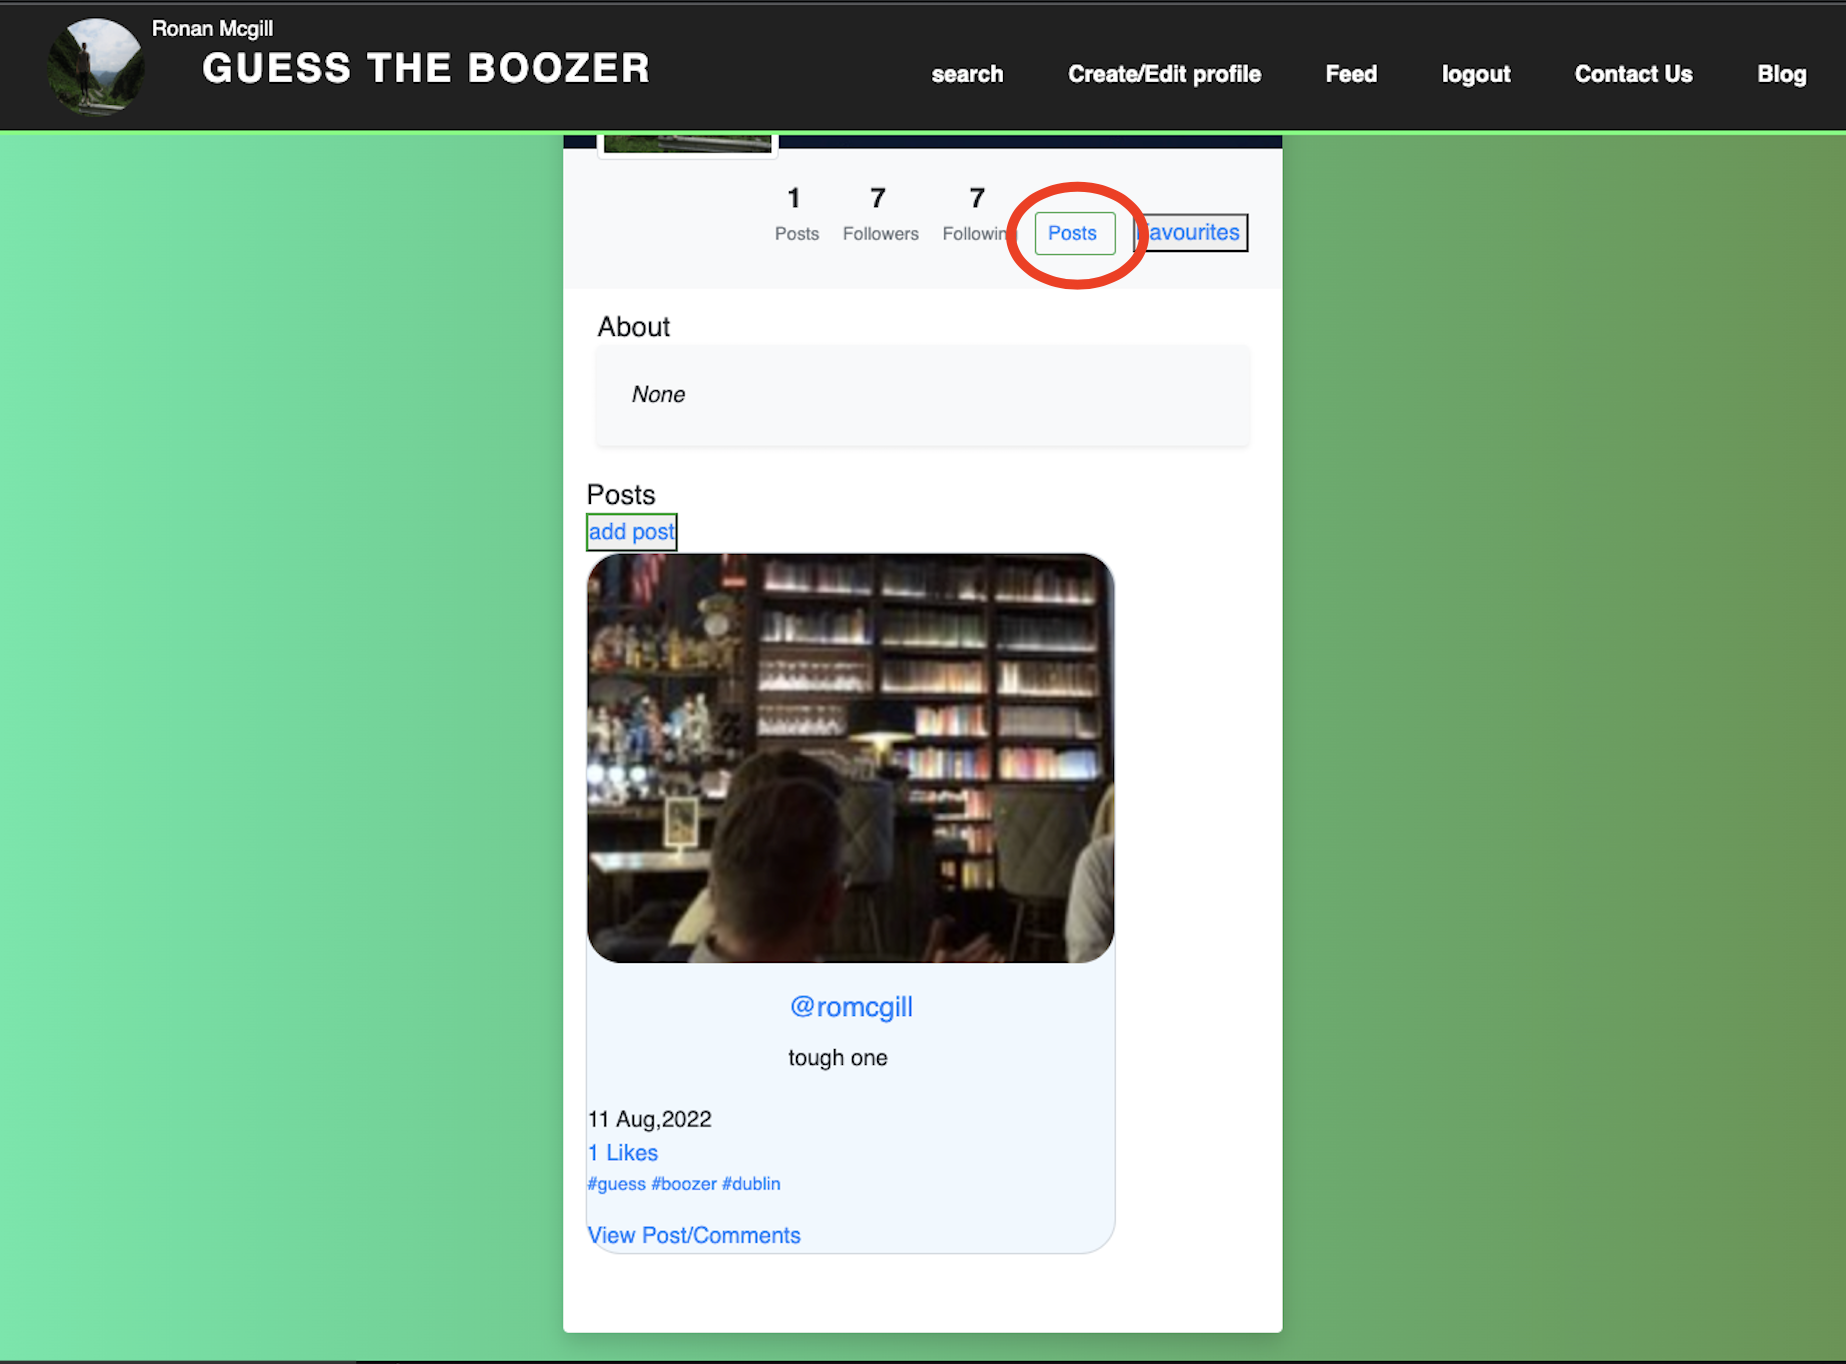 Ronan Mcgill
GUESS THE BOOZER
search Create/Edit profile Feed logout Contact Us Blog
1 7 7
Posts Followers Following Posts Favourites
About
None
Posts
add post
@romcgill
tough one
11 Aug,2022
1 Likes
#guess #boozer #dublin
View Post/Comments